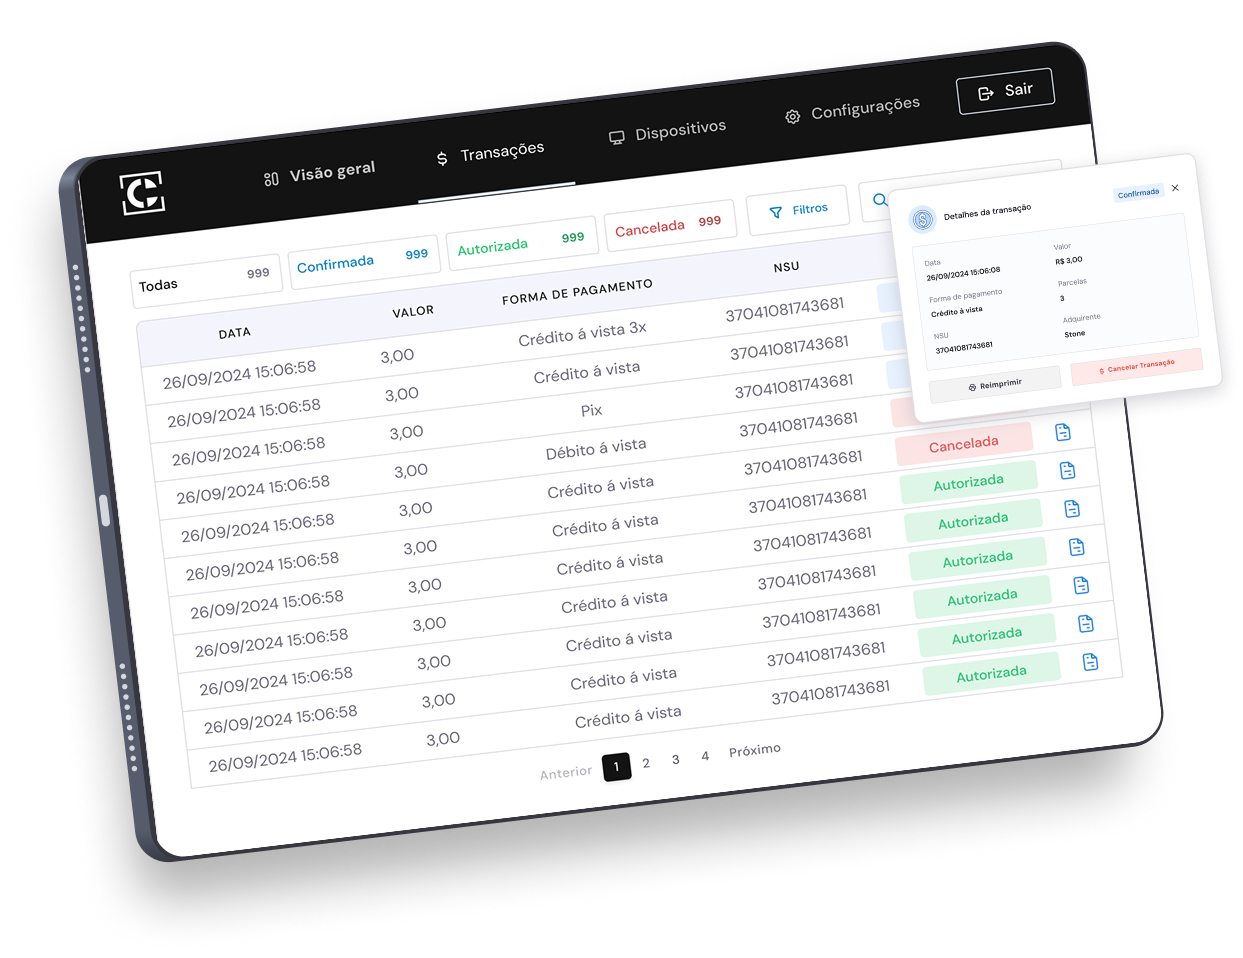 Visão geral
Transações
Dispositivos
Configurações
Sair
Todas 999
Confirmada 999
Autorizada 999
Cancelada 999
Filtros
DATA VALOR FORMA DE PAGAMENTO NSU
26/09/2024 15:06:58 3,00 Crédito á vista 3x 37041081743681
26/09/2024 15:06:58 3,00 Crédito á vista 37041081743681
26/09/2024 15:06:58 3,00 Pix 37041081743681
26/09/2024 15:06:58 3,00 Débito á vista 37041081743681
26/09/2024 15:06:58 3,00 Crédito á vista 37041081743681 Cancelada
26/09/2024 15:06:58 3,00 Crédito á vista 37041081743681 Autorizada
26/09/2024 15:06:58 3,00 Crédito á vista 37041081743681 Autorizada
26/09/2024 15:06:58 3,00 Crédito á vista 37041081743681 Autorizada
26/09/2024 15:06:58 3,00 Crédito á vista 37041081743681 Autorizada
26/09/2024 15:06:58 3,00 Crédito á vista 37041081743681 Autorizada
26/09/2024 15:06:58 3,00 Crédito á vista 37041081743681 Autorizada
Anterior 1 2 3 4 Próximo
Detalhes da transação
Confirmada
Data
26/09/2024 15:06:08
Valor
R$ 3,00
Forma de pagamento
Crédito á vista
Parcelas
3
NSU
37041081743681
Adquirente
Stone
Reimprimir
Cancelar Transação